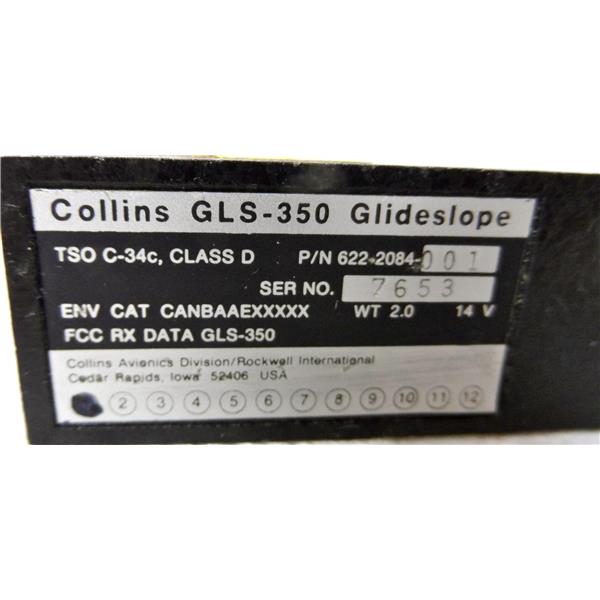 Collins GLS-350 Glideslope
TSO C-34c, CLASS D P/N 622-2084-001
SER NO. 7653
ENV CAT CANBAAEXXXXX WT 2.0 14 V
FCC RX DATA GLS-350
Collins Avionics Division/Rockwell International
Cedar Rapids, Iowa 52406 USA
2 3 4 5 6 7 8 9 10 11 12